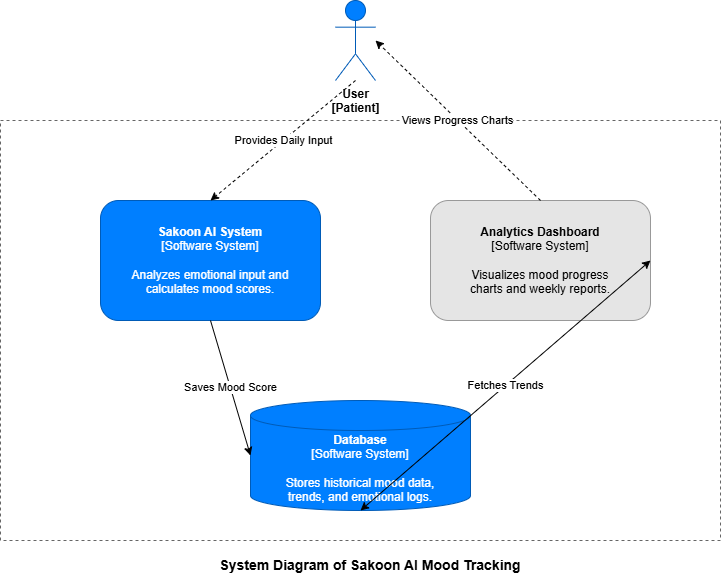 User
[Patient]
Views Progress Charts
Provides Daily Input
Sakoon AI System
[Software System]
Analyzes emotional input and
calculates mood scores.
Analytics Dashboard
[Software System]
Visualizes mood progress
charts and weekly reports.
Saves Mood Score
Fetches Trends
Database
[Software System]
Stores historical mood data,
trends, and emotional logs.
System Diagram of Sakoon AI Mood Tracking